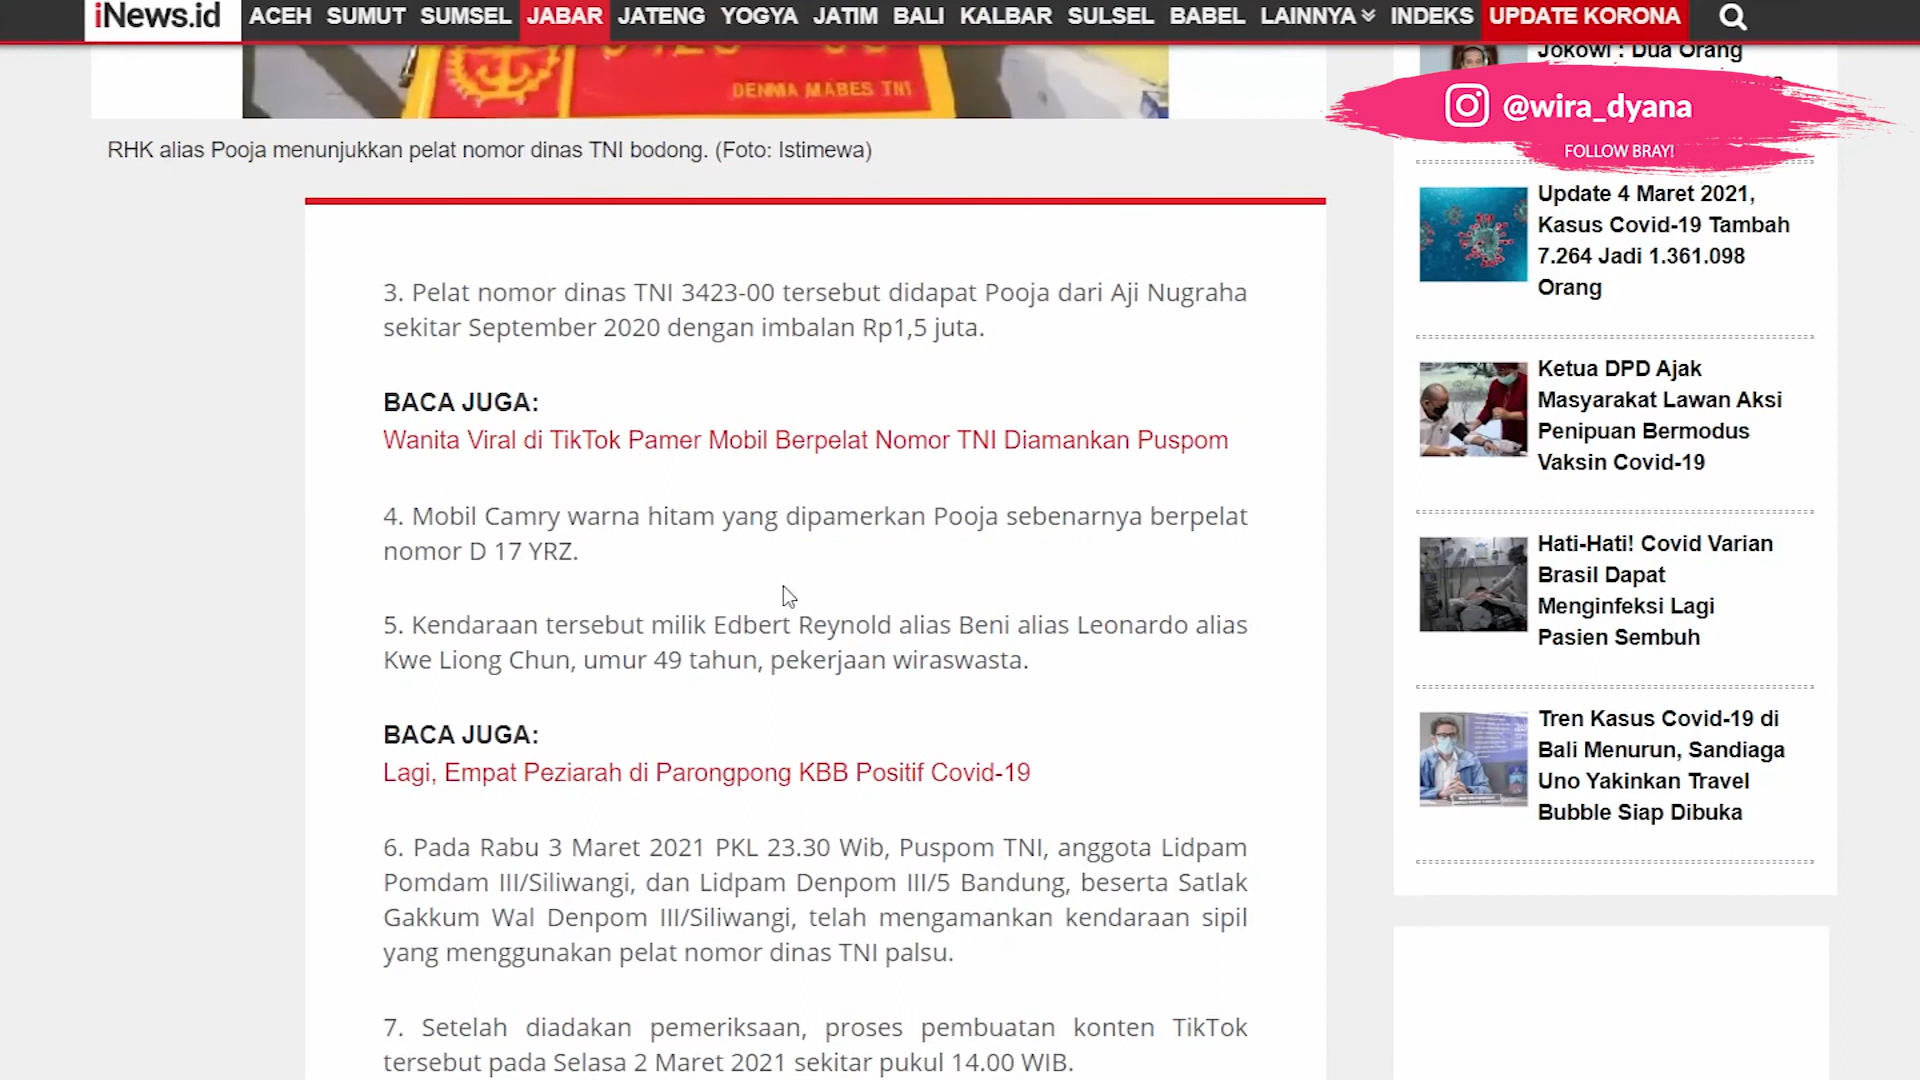 iNews.id ACEH SUMUT SUMSEL JABAR JATENG YOGYA JATIM BALI KALBAR SULSEL BABEL LAINNYA INDEKS UPDATE KORONA
DENMA MABES TNI
RHK alias Pooja menunjukkan pelat nomor dinas TNI bodong. (Foto: Istimewa)
3. Pelat nomor dinas TNI 3423-00 tersebut didapat Pooja dari Aji Nugraha
sekitar September 2020 dengan imbalan Rp1,5 juta.
BACA JUGA:
Wanita Viral di TikTok Pamer Mobil Berpelat Nomor TNI Diamankan Puspom
4. Mobil Camry warna hitam yang dipamerkan Pooja sebenarnya berpelat
nomor D 17 YRZ.
5. Kendaraan tersebut milik Edbert Reynold alias Beni alias Leonardo alias
Kwe Liong Chun, umur 49 tahun, pekerjaan wiraswasta.
BACA JUGA:
Lagi, Empat Peziarah di Parongpong KBB Positif Covid-19
6. Pada Rabu 3 Maret 2021 PKL 23.30 Wib, Puspom TNI, anggota Lidpam
Pomdam III/Siliwangi, dan Lidpam Denpom III/5 Bandung, beserta Satlak
Gakkum Wal Denpom III/Siliwangi, telah mengamankan kendaraan sipil
yang menggunakan pelat nomor dinas TNI palsu.
7. Setelah diadakan pemeriksaan, proses pembuatan konten TikTok
tersebut pada Selasa 2 Maret 2021 sekitar pukul 14.00 WIB.
Jokowi : Dua Orang
@wira_dyana
FOLLOW BRAY!
Update 4 Maret 2021,
Kasus Covid-19 Tambah
7.264 Jadi 1.361.098
Orang
Ketua DPD Ajak
Masyarakat Lawan Aksi
Penipuan Bermodus
Vaksin Covid-19
Hati-Hati! Covid Varian
Brasil Dapat
Menginfeksi Lagi
Pasien Sembuh
Tren Kasus Covid-19 di
Bali Menurun, Sandiaga
Uno Yakinkan Travel
Bubble Siap Dibuka